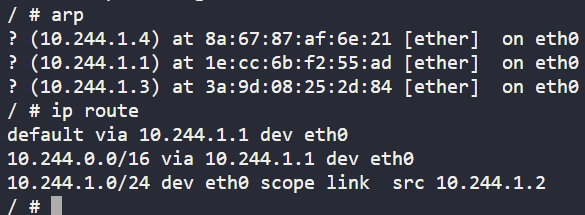 / # arp
? (10.244.1.4) at 8a:67:87:af:6e:21 [ether]  on eth0
? (10.244.1.1) at 1e:cc:6b:f2:55:ad [ether]  on eth0
? (10.244.1.3) at 3a:9d:08:25:2d:84 [ether]  on eth0
/ # ip route
default via 10.244.1.1 dev eth0
10.244.0.0/16 via 10.244.1.1 dev eth0
10.244.1.0/24 dev eth0 scope link  src 10.244.1.2
/ #